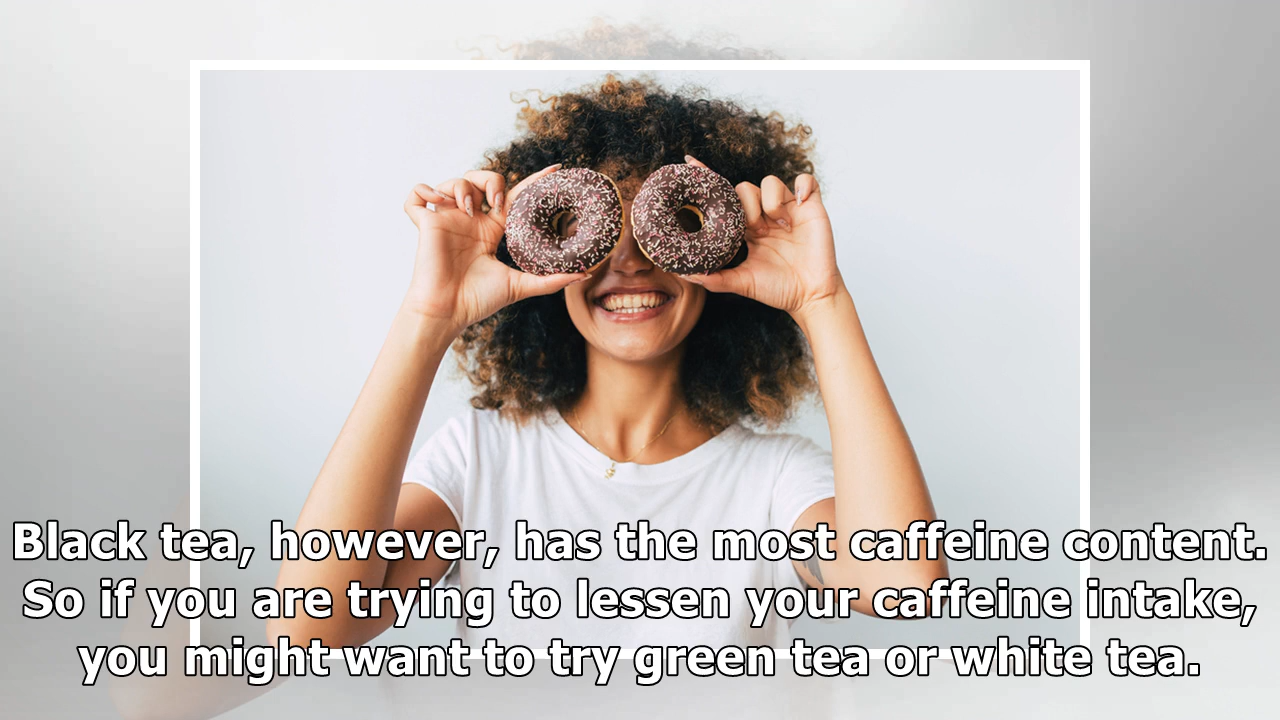 Black tea, however, has the most caffeine content.
So if you are trying to lessen your caffeine intake,
you might want to try green tea or white tea.